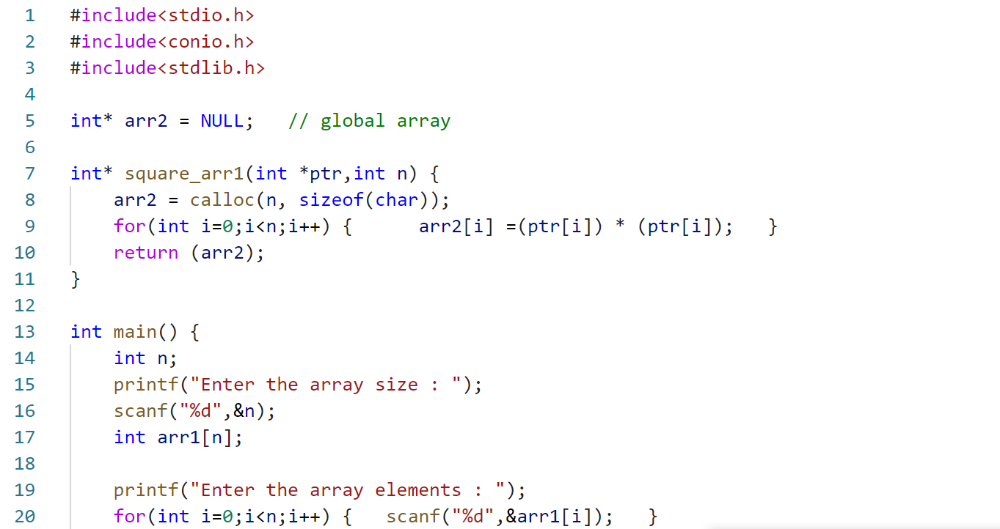 1 #include<stdio.h>
2 #include<conio.h>
3 #include<stdlib.h>
4
5 int* arr2 = NULL;   // global array
6
7 int* square_arr1(int *ptr,int n) {
8     arr2 = calloc(n, sizeof(char));
9     for(int i=0;i<n;i++) {      arr2[i] =(ptr[i]) * (ptr[i]);   }
10     return (arr2);
11 }
12
13 int main() {
14     int n;
15     printf("Enter the array size : ");
16     scanf("%d",&n);
17     int arr1[n];
18
19     printf("Enter the array elements : ");
20     for(int i=0;i<n;i++) {   scanf("%d",&arr1[i]);   }